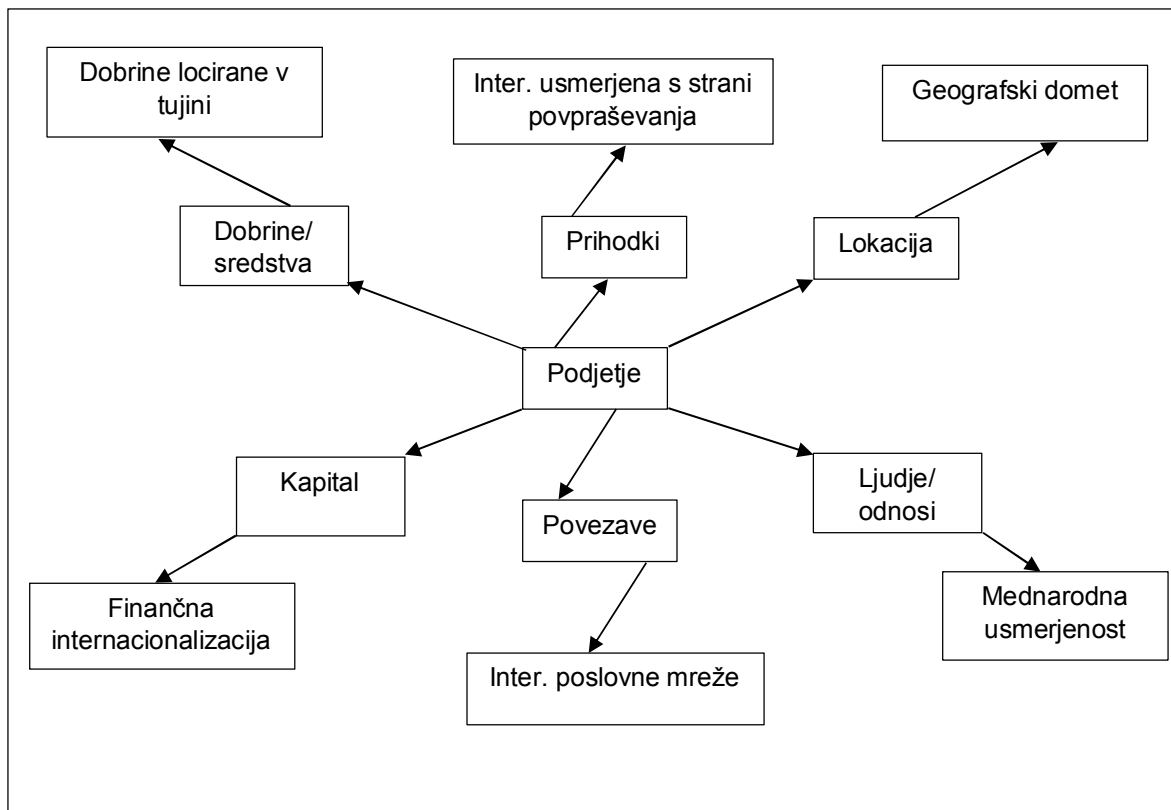 Dobrine locirane v
tujini
Inter. usmerjena s strani
povpraševanja
Geografski domet
Dobrine/
sredstva
Prihodki
Lokacija
Podjetje
Kapital
Povezave
Ljudje/
odnosi
Finančna
internacionalizacija
Inter. poslovne mreže
Mednarodna
usmerjenost